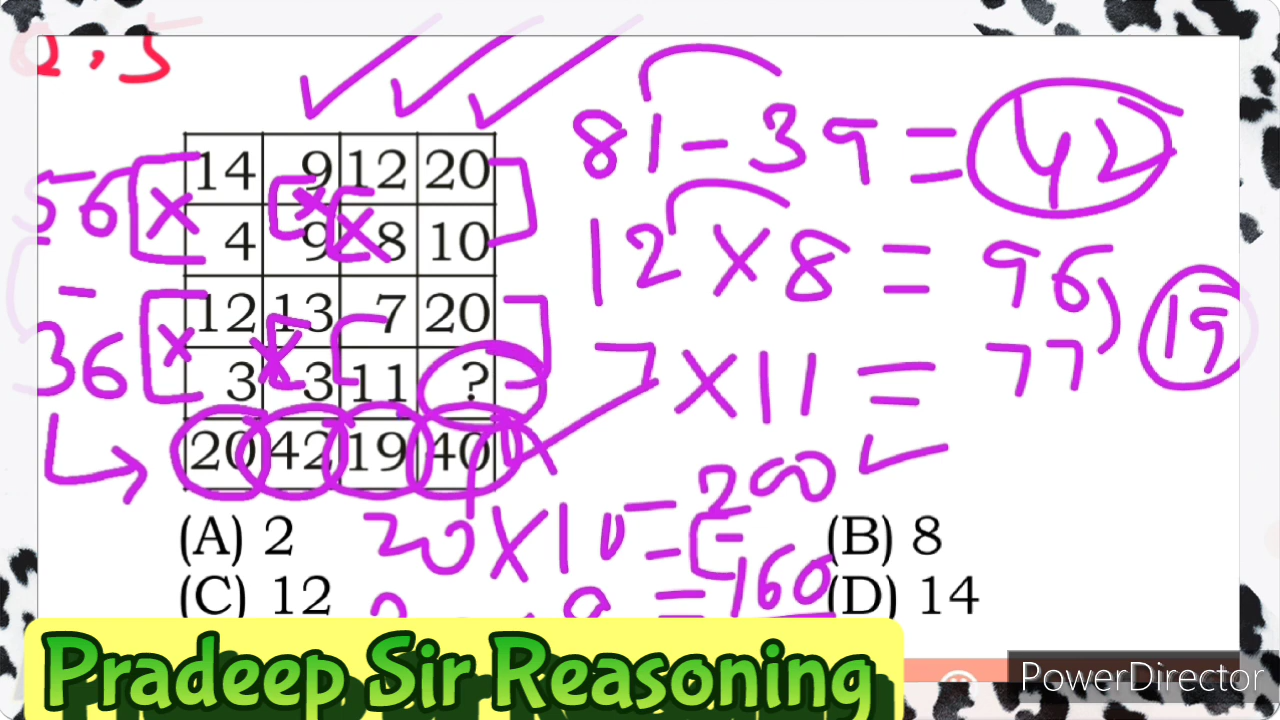 2.5
81-39=42
14 9 12 20
56
4 9 8 10
12×8=96
19
12 13 7 20
36
3 3 11 ?
7×11=77
20 42 19 40
20×10=200
(A) 2
(B) 8
160
(C) 12
(D) 14
Pradeep Sir Reasoning
PowerDirector